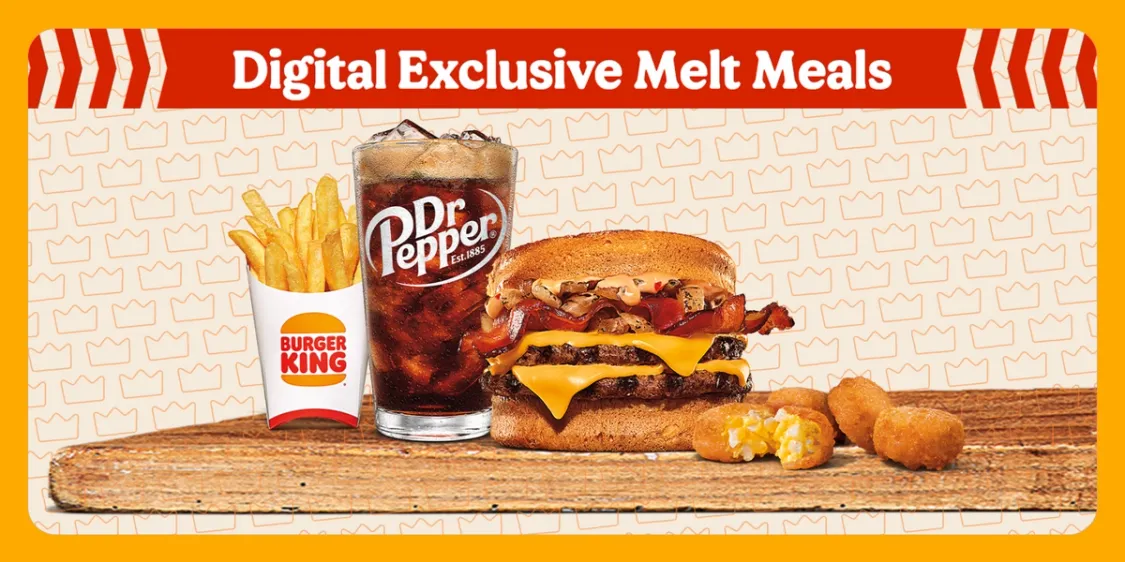 Digital Exclusive Melt Meals
Dr
Pepper®
Est.1885
BURGER
KING